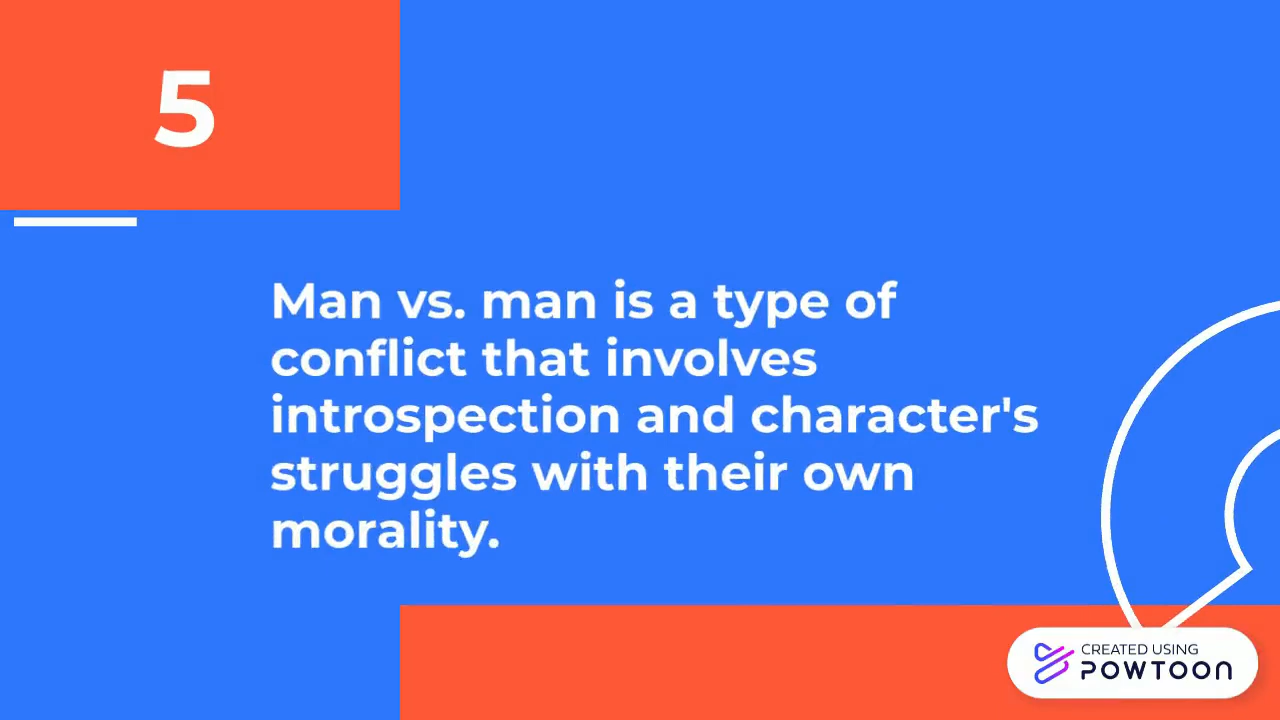 5
Man vs. man is a type of
conflict that involves
introspection and character's
struggles with their own
morality.
CREATED USING
POWTOON